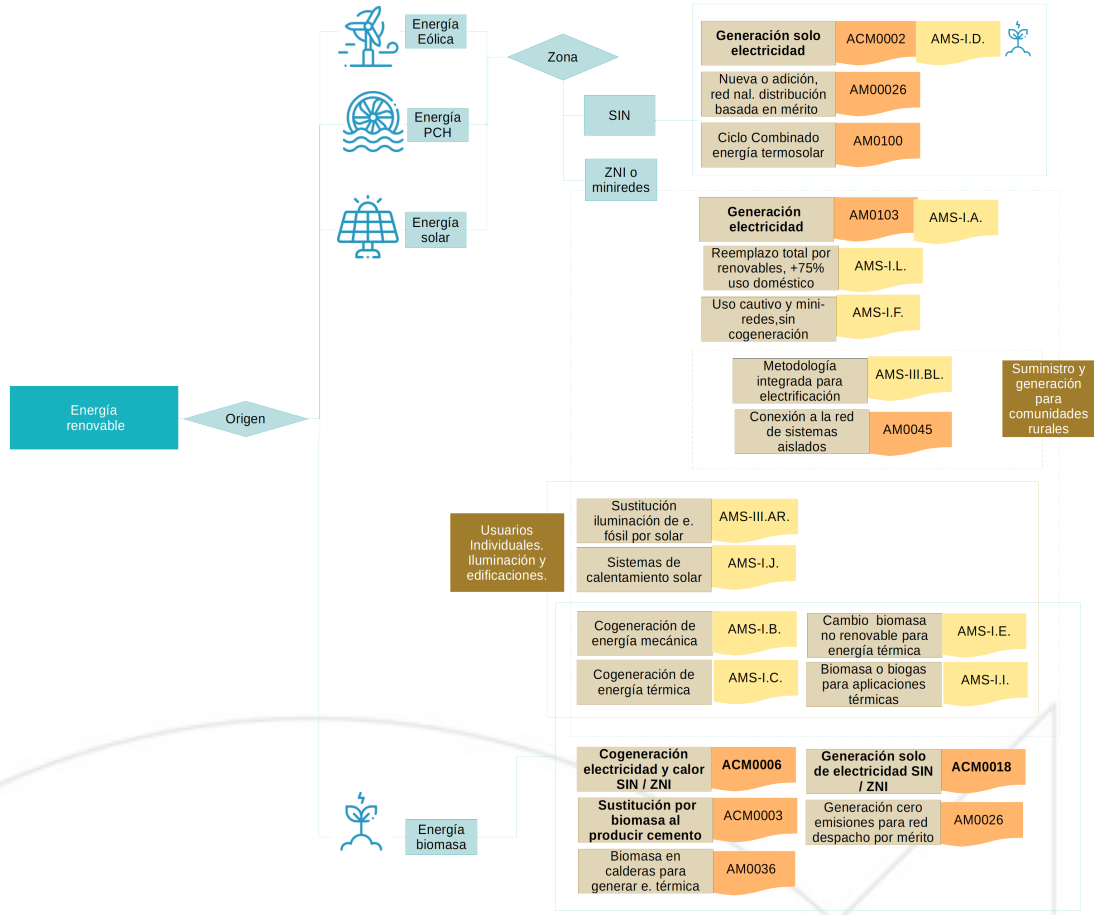 Energía
renovable
Origen
Energía
Eólica
Energía
PCH
Energía
solar
Zona
SIN
ZNI o
miniredes
Generación solo
electricidad
ACM0002
AMS-I.D.
Nueva o adición,
red nal. distribución
basada en mérito
AM00026
Ciclo Combinado
energía termosolar
AM0100
Generación
electricidad
AM0103
AMS-I.A.
Reemplazo total por
renovables, +75%
uso doméstico
AMS-I.L.
Uso cautivo y mini-
redes,sin
cogeneración
AMS-I.F.
Metodología
integrada para
electrificación
AMS-III.BL.
Conexión a la red
de sistemas
aislados
AM0045
Suministro y
generación
para
comunidades
rurales
Usuarios
Individuales.
Iluminación y
edificaciones.
Sustitución
iluminación de e.
fósil por solar
AMS-III.AR.
Sistemas de
calentamiento solar
AMS-I.J.
Cogeneración de
energía mecánica
AMS-I.B.
Cambio  biomasa
no renovable para
energía térmica
AMS-I.E.
Cogeneración de
energía térmica
AMS-I.C.
Biomasa o biogas
para aplicaciones
térmicas
AMS-I.I.
Energía
biomasa
Cogeneración
electricidad y calor
SIN / ZNI
ACM0006
Generación solo
de electricidad SIN
/ ZNI
ACM0018
Sustitución por
biomasa al
producir cemento
ACM0003
Generación cero
emisiones para red
despacho por mérito
AM0026
Biomasa en
calderas para
generar e. térmica
AM0036